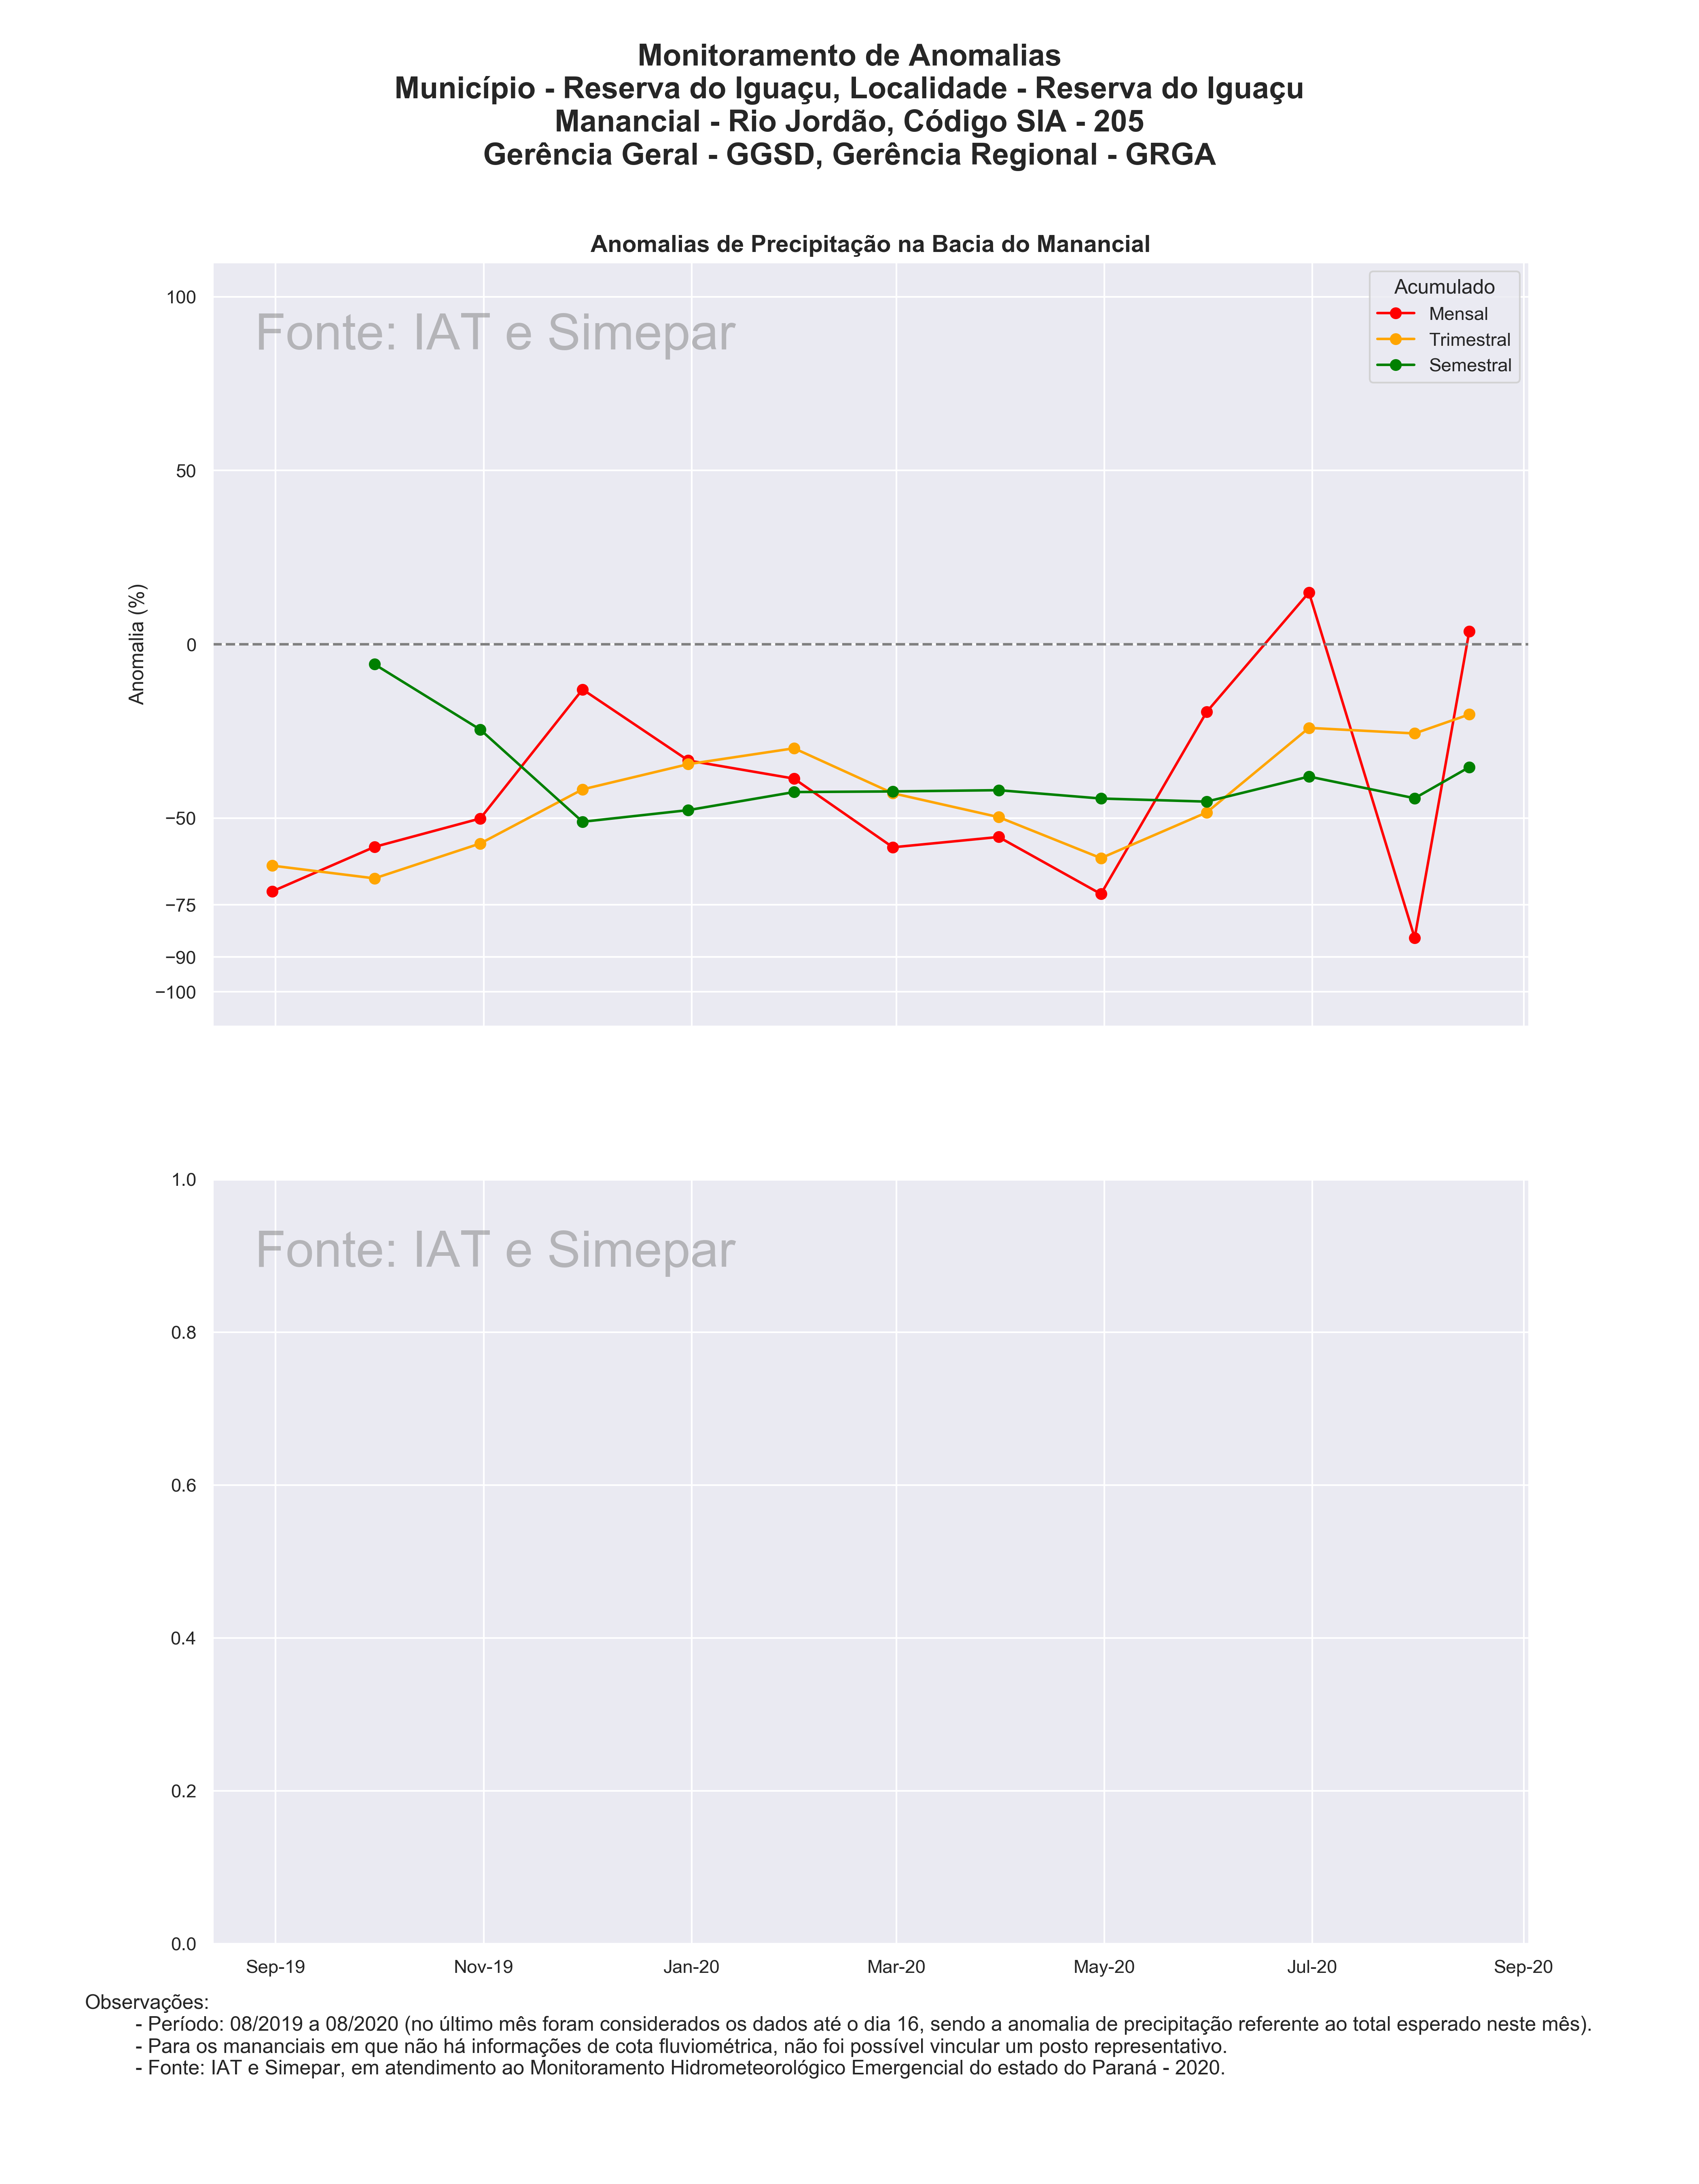 Monitoramento de Anomalias
Município - Reserva do Iguaçu, Localidade - Reserva do Iguaçu
Manancial - Rio Jordão, Código SIA - 205
Gerência Geral - GGSD, Gerência Regional - GRGA
Anomalias de Precipitação na Bacia do Manancial
Fonte: IAT e Simepar
Acumulado
Mensal
Trimestral
Semestral
Anomalia (%)
100
50
0
−50
−75
−90
−100
Fonte: IAT e Simepar
1.0
0.8
0.6
0.4
0.2
0.0
Sep-19 Nov-19 Jan-20 Mar-20 May-20 Jul-20 Sep-20
Observações:
- Período: 08/2019 a 08/2020 (no último mês foram considerados os dados até o dia 16, sendo a anomalia de precipitação referente ao total esperado neste mês).
- Para os mananciais em que não há informações de cota fluviométrica, não foi possível vincular um posto representativo.
- Fonte: IAT e Simepar, em atendimento ao Monitoramento Hidrometeorológico Emergencial do estado do Paraná - 2020.